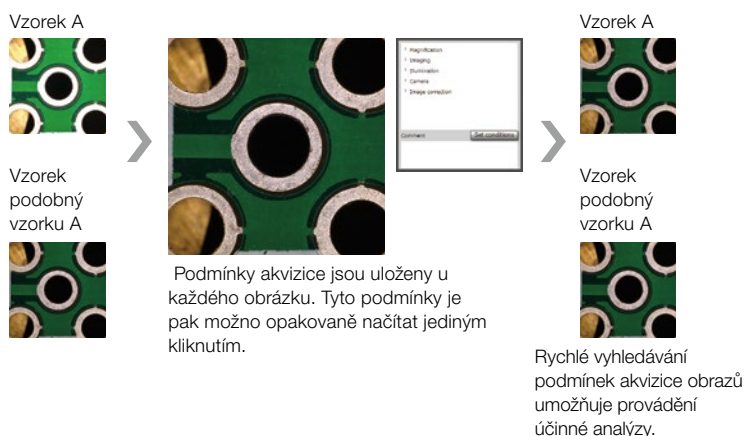 Vzorek A
Vzorek
podobný
vzorku A
Magnification
Imaging
Illumination
Camera
Image correction
Comment
Set conditions
Podmínky akvizice jsou uloženy u
každého obrázku. Tyto podmínky je
pak možno opakovaně načítat jediným
kliknutím.
Vzorek A
Vzorek
podobný
vzorku A
Rychlé vyhledávání
podmínek akvizice obrazů
umožňuje provádění
účinné analýzy.